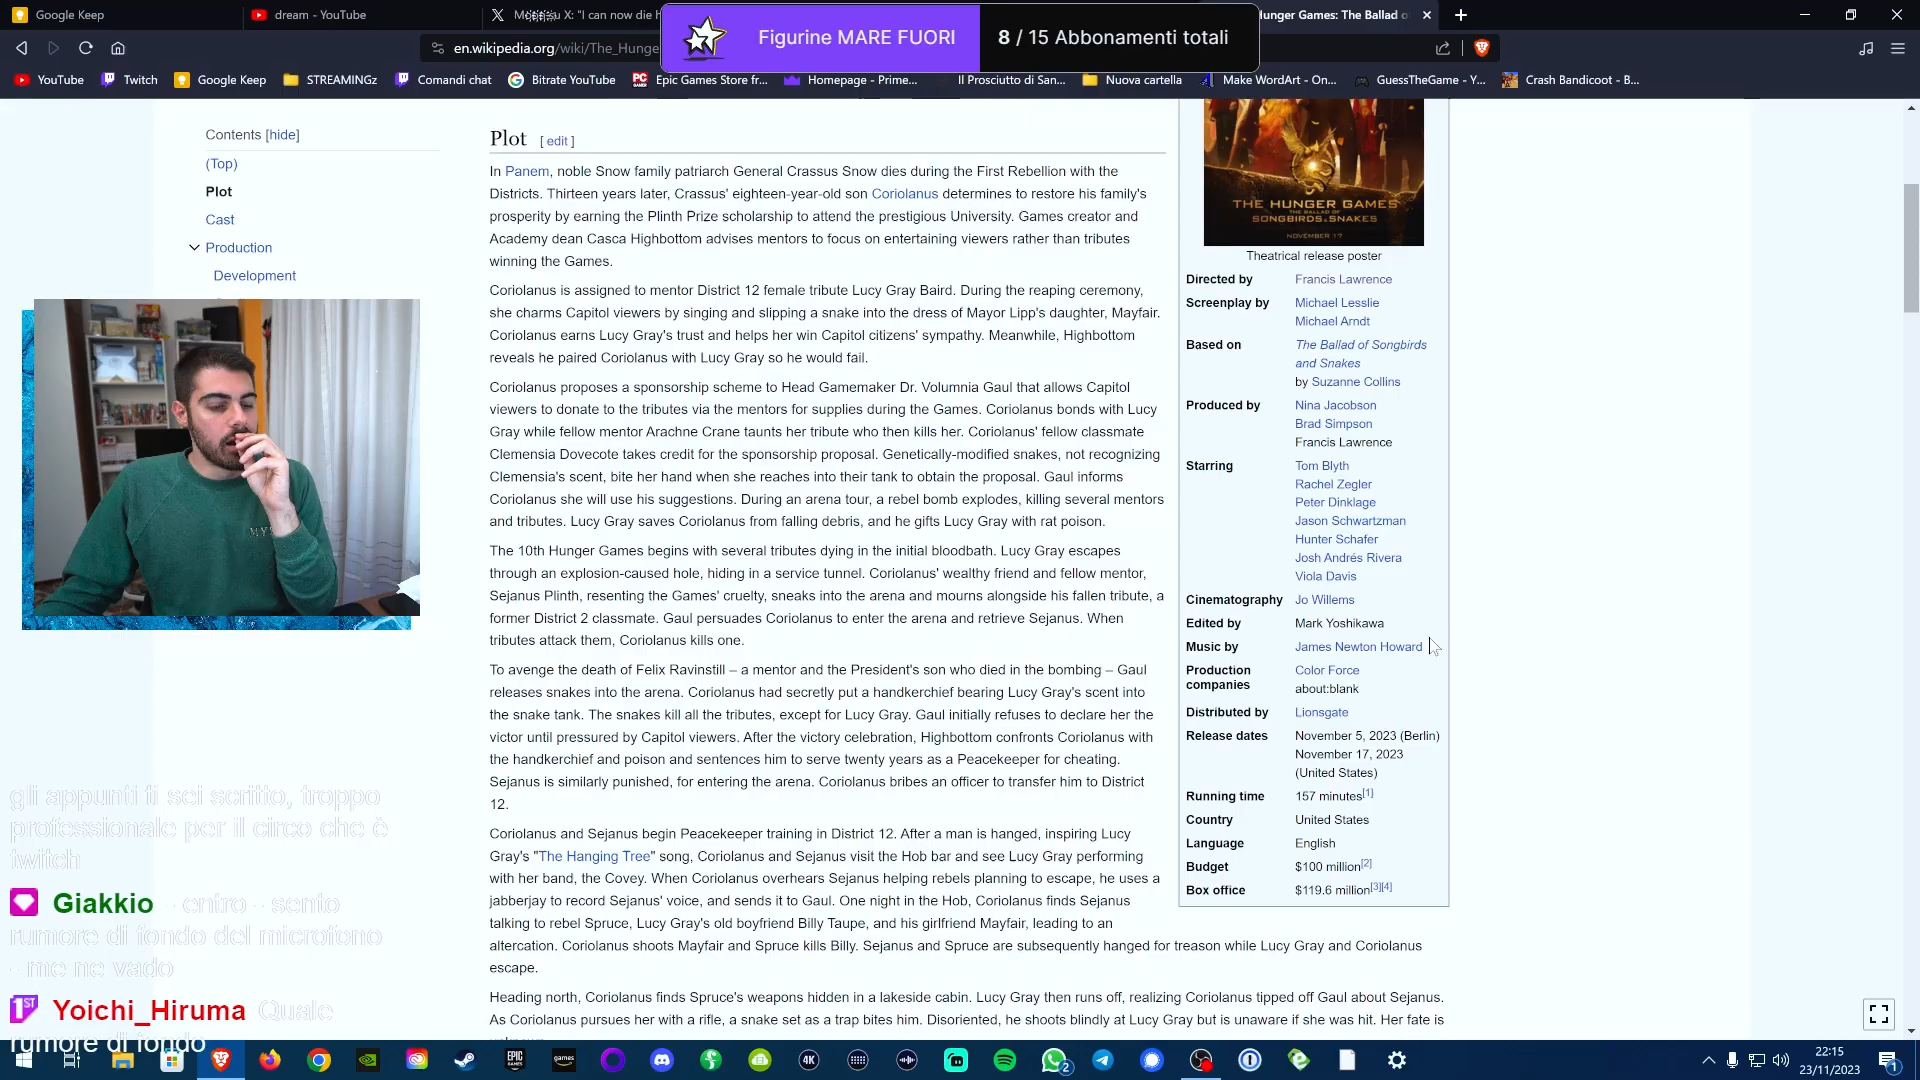 Google Keep
dream - YouTube
u X: "I can now die h
Hunger Games: The Ballad o
Figurine MARE FUORI
8 / 15 Abbonamenti totali
en.wikipedia.org/wiki/The_Hunge
YouTube
Twitch
Google Keep
STREAMINGz
Comandi chat
Bitrate YouTube
Epic Games Store fr...
Homepage - Prime...
Il Prosciutto di San...
Nuova cartella
Make WordArt - On...
GuessTheGame - Y...
Crash Bandicoot - B...
Contents [hide]
(Top)
Plot
Cast
Production
Development
Plot [ edit ]
In Panem, noble Snow family patriarch General Crassus Snow dies during the First Rebellion with the
Districts. Thirteen years later, Crassus' eighteen-year-old son Coriolanus determines to restore his family's
prosperity by earning the Plinth Prize scholarship to attend the prestigious University. Games creator and
Academy dean Casca Highbottom advises mentors to focus on entertaining viewers rather than tributes
winning the Games.
Coriolanus is assigned to mentor District 12 female tribute Lucy Gray Baird. During the reaping ceremony,
she charms Capitol viewers by singing and slipping a snake into the dress of Mayor Lipp's daughter, Mayfair.
Coriolanus earns Lucy Gray's trust and helps her win Capitol citizens' sympathy. Meanwhile, Highbottom
reveals he paired Coriolanus with Lucy Gray so he would fail.
Coriolanus proposes a sponsorship scheme to Head Gamemaker Dr. Volumnia Gaul that allows Capitol
viewers to donate to the tributes via the mentors for supplies during the Games. Coriolanus bonds with Lucy
Gray while fellow mentor Arachne Crane taunts her tribute who then kills her. Coriolanus' fellow classmate
Clemensia Dovecote takes credit for the sponsorship proposal. Genetically-modified snakes, not recognizing
Clemensia's scent, bite her hand when she reaches into their tank to obtain the proposal. Gaul informs
Coriolanus she will use his suggestions. During an arena tour, a rebel bomb explodes, killing several mentors
and tributes. Lucy Gray saves Coriolanus from falling debris, and he gifts Lucy Gray with rat poison.
The 10th Hunger Games begins with several tributes dying in the initial bloodbath. Lucy Gray escapes
through an explosion-caused hole, hiding in a service tunnel. Coriolanus' wealthy friend and fellow mentor,
Sejanus Plinth, resenting the Games' cruelty, sneaks into the arena and mourns alongside his fallen tribute, a
former District 2 classmate. Gaul persuades Coriolanus to enter the arena and retrieve Sejanus. When
tributes attack them, Coriolanus kills one.
To avenge the death of Felix Ravinstill – a mentor and the President's son who died in the bombing – Gaul
releases snakes into the arena. Coriolanus had secretly put a handkerchief bearing Lucy Gray's scent into
the snake tank. The snakes kill all the tributes, except for Lucy Gray. Gaul initially refuses to declare her the
victor until pressured by Capitol viewers. After the victory celebration, Highbottom confronts Coriolanus with
the handkerchief and poison and sentences him to serve twenty years as a Peacekeeper for cheating.
Sejanus is similarly punished, for entering the arena. Coriolanus bribes an officer to transfer him to District
12.
Coriolanus and Sejanus begin Peacekeeper training in District 12. After a man is hanged, inspiring Lucy
Gray's "The Hanging Tree" song, Coriolanus and Sejanus visit the Hob bar and see Lucy Gray performing
with her band, the Covey. When Coriolanus overhears Sejanus helping rebels planning to escape, he uses a
jabberjay to record Sejanus' voice, and sends it to Gaul. One night in the Hob, Coriolanus finds Sejanus
talking to rebel Spruce, Lucy Gray's old boyfriend Billy Taupe, and his girlfriend Mayfair, leading to an
altercation. Coriolanus shoots Mayfair and Spruce kills Billy. Sejanus and Spruce are subsequently hanged for treason while Lucy Gray and Coriolanus
escape.
Heading north, Coriolanus finds Spruce's weapons hidden in a lakeside cabin. Lucy Gray then runs off, realizing Coriolanus tipped off Gaul about Sejanus.
As Coriolanus pursues her with a rifle, a snake set as a trap bites him. Disoriented, he shoots blindly at Lucy Gray but is unaware if she was hit. Her fate is
THE HUNGER GAMES
THE BALLAD OF
SONGBIRDS & SNAKES
NOVEMBER 17
Theatrical release poster
Directed by Francis Lawrence
Screenplay by Michael Lesslie
Michael Arndt
Based on The Ballad of Songbirds
and Snakes
by Suzanne Collins
Produced by Nina Jacobson
Brad Simpson
Francis Lawrence
Starring Tom Blyth
Rachel Zegler
Peter Dinklage
Jason Schwartzman
Hunter Schafer
Josh Andrés Rivera
Viola Davis
Cinematography Jo Willems
Edited by Mark Yoshikawa
Music by James Newton Howard
Production Color Force
companies about:blank
Distributed by Lionsgate
Release dates November 5, 2023 (Berlin)
November 17, 2023
(United States)
Running time 157 minutes[1]
Country United States
Language English
Budget $100 million[2]
Box office $119.6 million[3][4]
gli appunti ti sei scritto, troppo
professionale per il circo che è
twitch
Giakkio - entro - sento
rumore di fondo del microfono
- me ne vado
1ST Yoichi_Hiruma Quale
rumore di fondo
22:15
23/11/2023